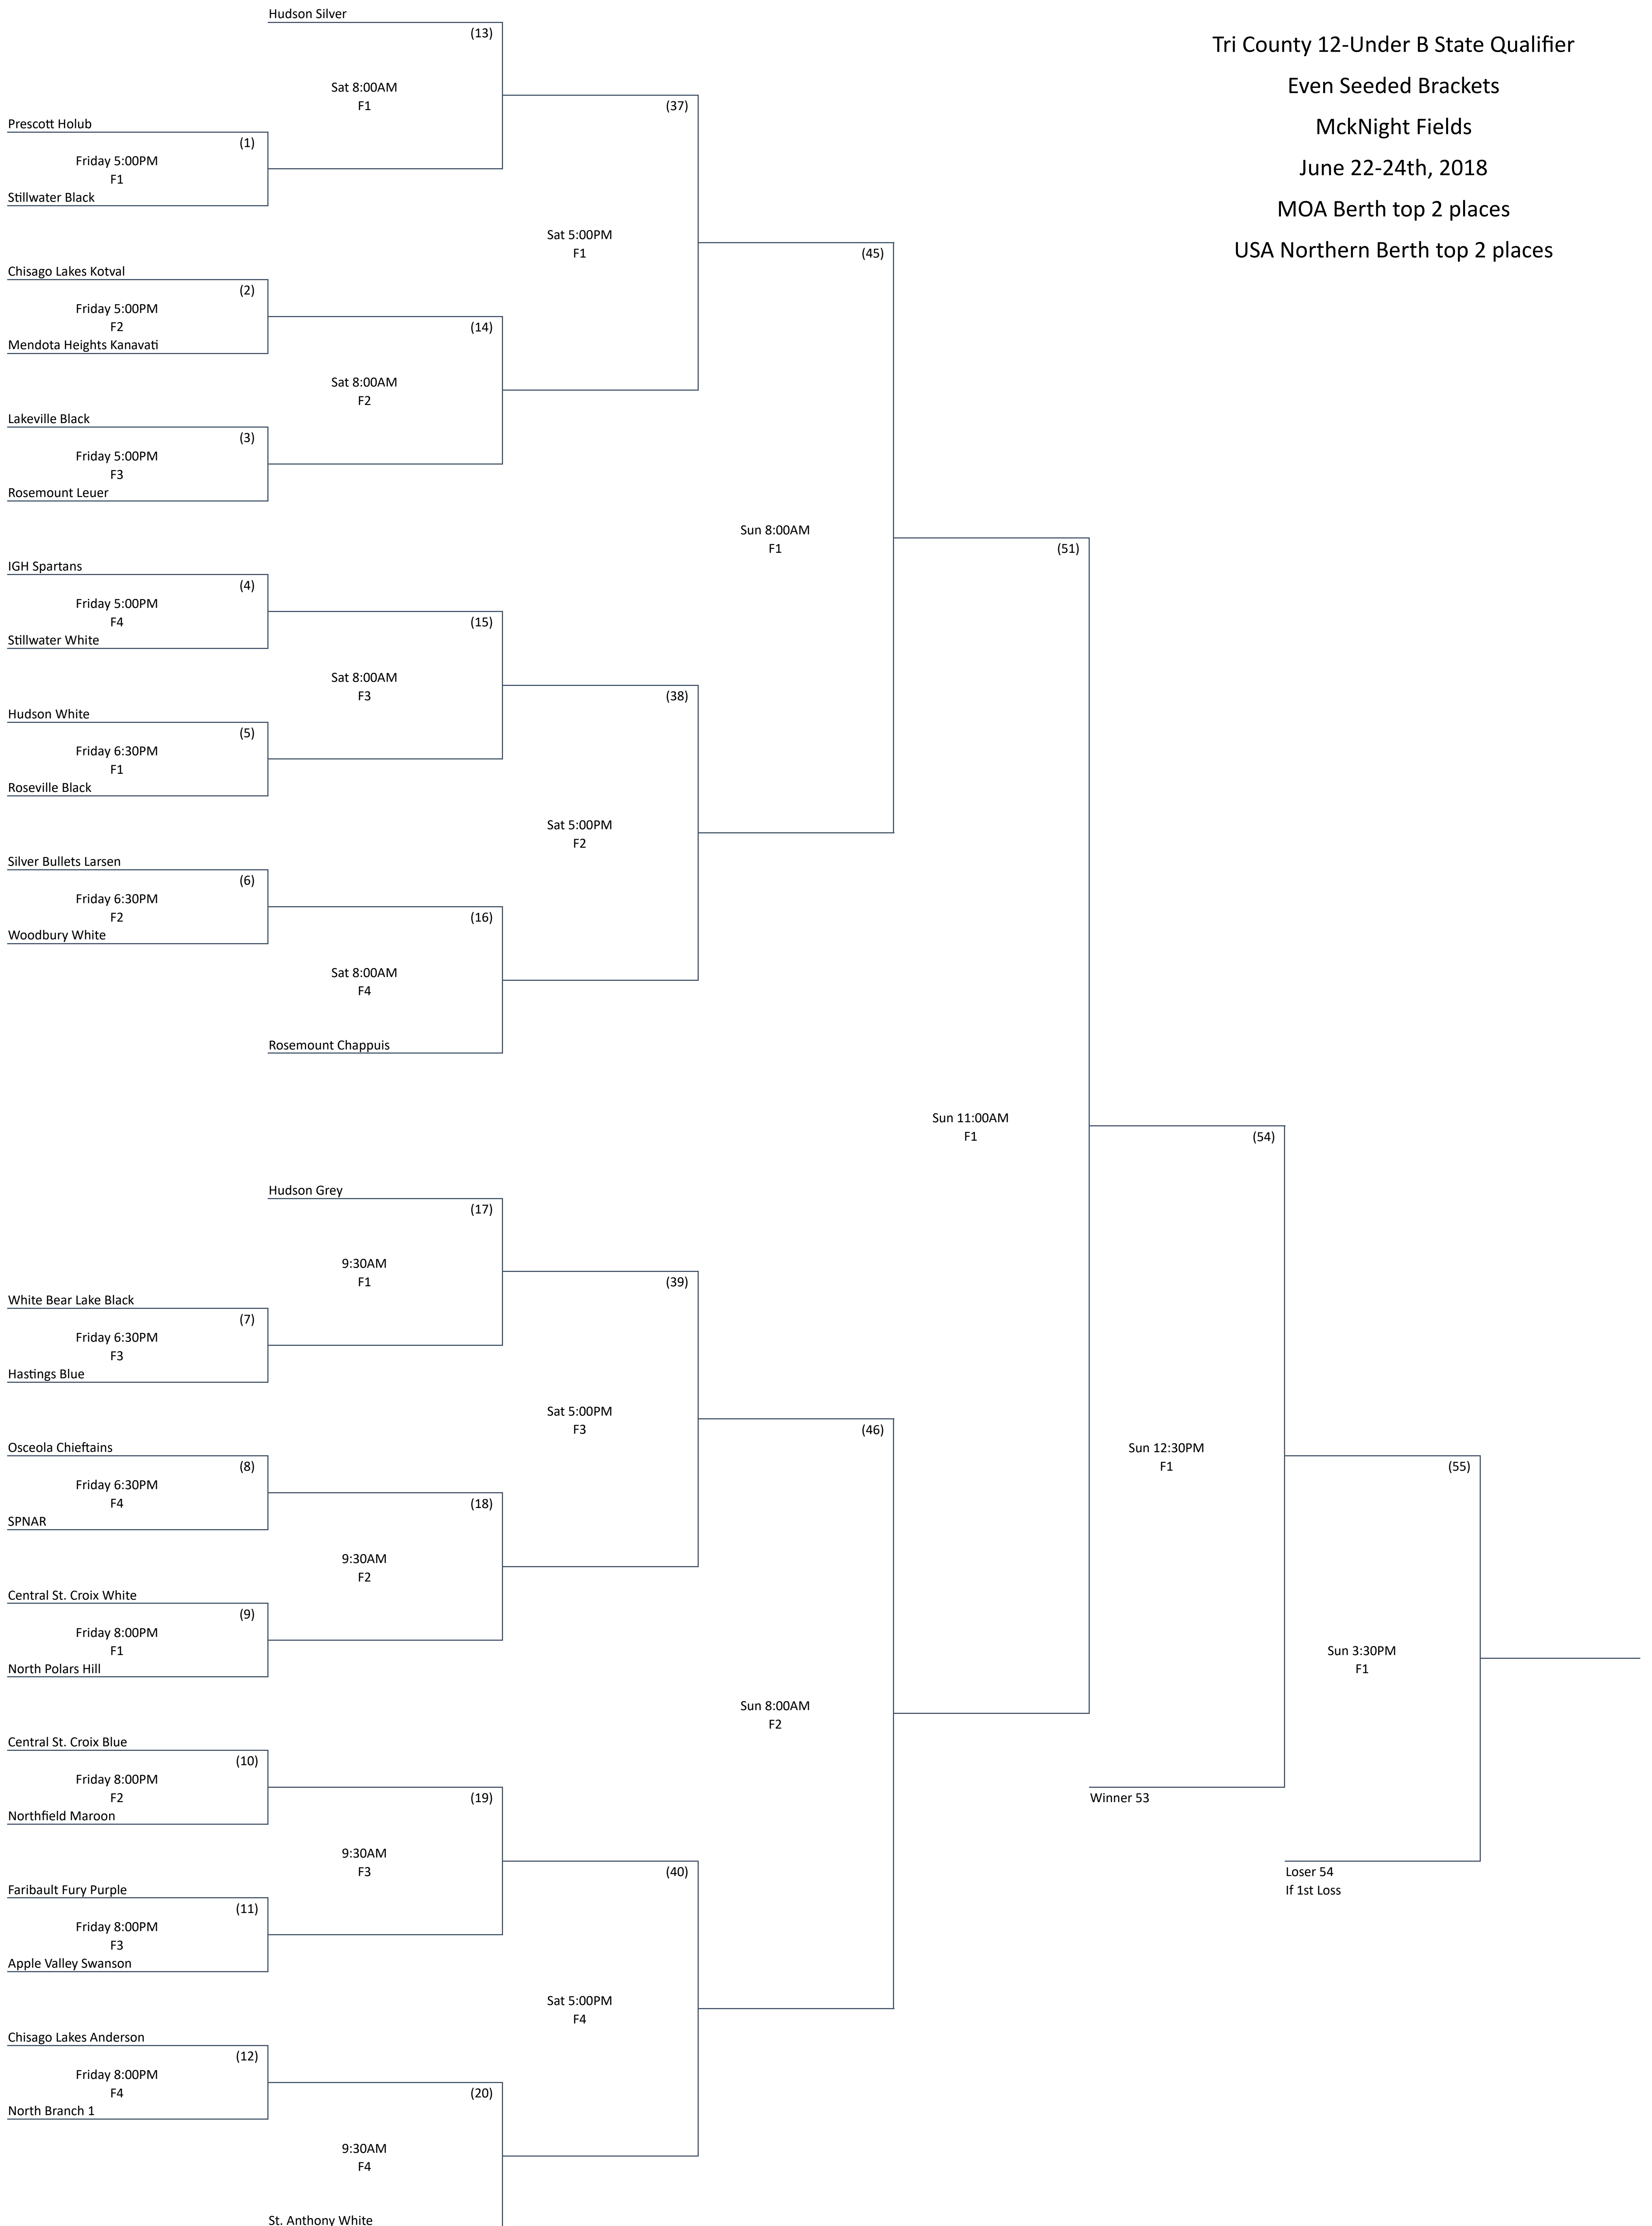 Tri County 12-Under B State Qualifier
Even Seeded Brackets
MckNight Fields
June 22-24th, 2018
MOA Berth top 2 places
USA Northern Berth top 2 places
Hudson Silver
(13)
Sat 8:00AM
F1
Prescott Holub
(1)
Friday 5:00PM
F1
Stillwater Black
(37)
Sat 5:00PM
F1
(45)
Chisago Lakes Kotval
(2)
Friday 5:00PM
F2
Mendota Heights Kanavati
(14)
Sat 8:00AM
F2
Lakeville Black
(3)
Friday 5:00PM
F3
Rosemount Leuer
Sun 8:00AM
F1
(51)
IGH Spartans
(4)
Friday 5:00PM
F4
Stillwater White
(15)
Sat 8:00AM
F3
(38)
Hudson White
(5)
Friday 6:30PM
F1
Roseville Black
Sat 5:00PM
F2
Silver Bullets Larsen
(6)
Friday 6:30PM
F2
Woodbury White
(16)
Sat 8:00AM
F4
Rosemount Chappuis
Sun 11:00AM
F1
(54)
Hudson Grey
(17)
9:30AM
F1
(39)
White Bear Lake Black
(7)
Friday 6:30PM
F3
Hastings Blue
Sat 5:00PM
F3
(46)
Osceola Chieftains
(8)
Friday 6:30PM
F4
SPNAR
(18)
9:30AM
F2
Sun 12:30PM
F1
(55)
Central St. Croix White
(9)
Friday 8:00PM
F1
North Polars Hill
Sun 3:30PM
F1
Sun 8:00AM
F2
Central St. Croix Blue
(10)
Friday 8:00PM
F2
Northfield Maroon
(19)
9:30AM
F3
Winner 53
(40)
Loser 54
If 1st Loss
Faribault Fury Purple
(11)
Friday 8:00PM
F3
Apple Valley Swanson
Sat 5:00PM
F4
Chisago Lakes Anderson
(12)
Friday 8:00PM
F4
North Branch 1
(20)
9:30AM
F4
St. Anthony White